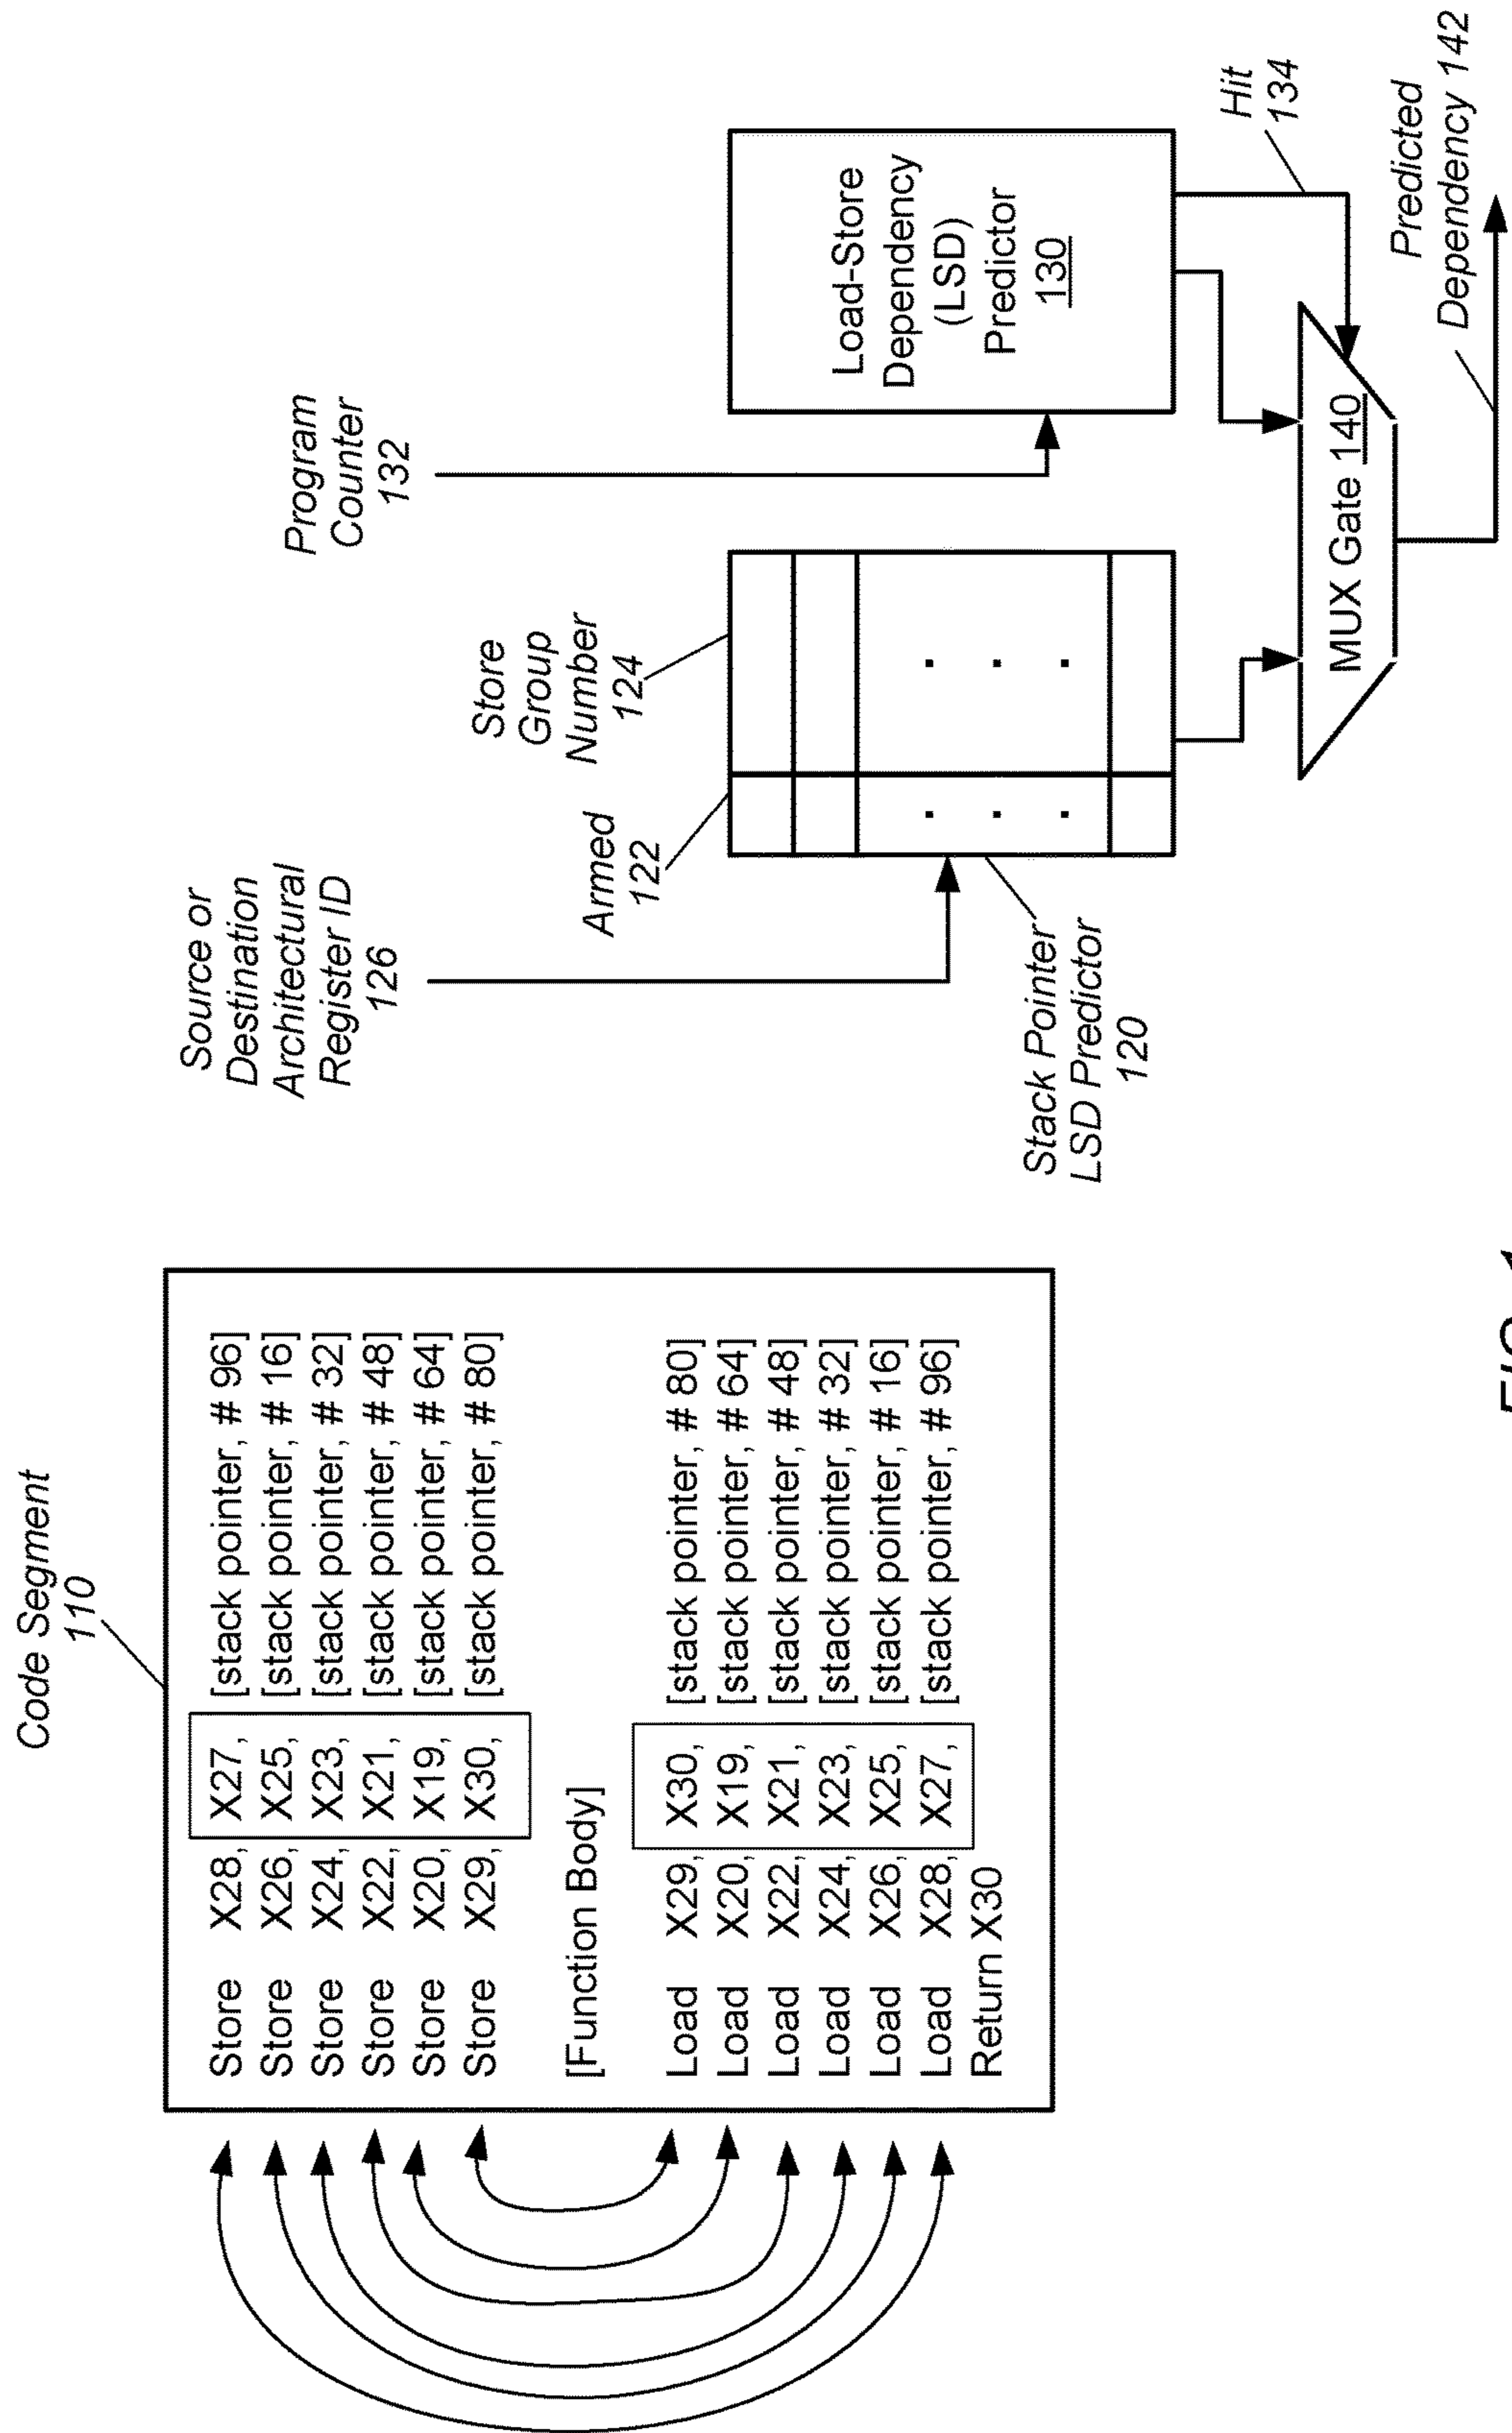 Code Segment
110
Store X28, X27, [stack pointer, # 96]
Store X26, X25, [stack pointer, # 16]
Store X24, X23, [stack pointer, # 32]
Store X22, X21, [stack pointer, # 48]
Store X20, X19, [stack pointer, # 64]
Store X29, X30, [stack pointer, # 80]
[Function Body]
Load X29, X30, [stack pointer, # 80]
Load X20, X19, [stack pointer, # 64]
Load X22, X21, [stack pointer, # 48]
Load X24, X23, [stack pointer, # 32]
Load X26, X25, [stack pointer, # 16]
Load X28, X27, [stack pointer, # 96]
Return X30
Source or
Destination
Architectural
Register ID
126
Program
Counter
132
Armed
122
Store
Group
Number
124
Stack Pointer
LSD Predictor
120
Load-Store
Dependency
(LSD)
Predictor
130
Hit
134
MUX Gate 140
Predicted
Dependency 142
FIG. 1